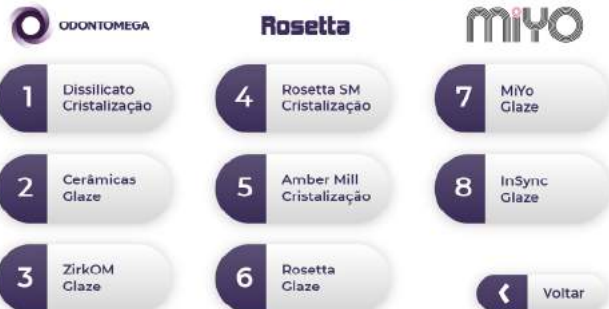 ODONTOMEGA
Rosetta
MiYO
1
Dissilicato
Cristalização
4
Rosetta SM
Cristalização
7
MiYo
Glaze
2
Cerâmicas
Glaze
5
Amber Mill
Cristalização
8
InSync
Glaze
3
ZirkOM
Glaze
6
Rosetta
Glaze
Voltar